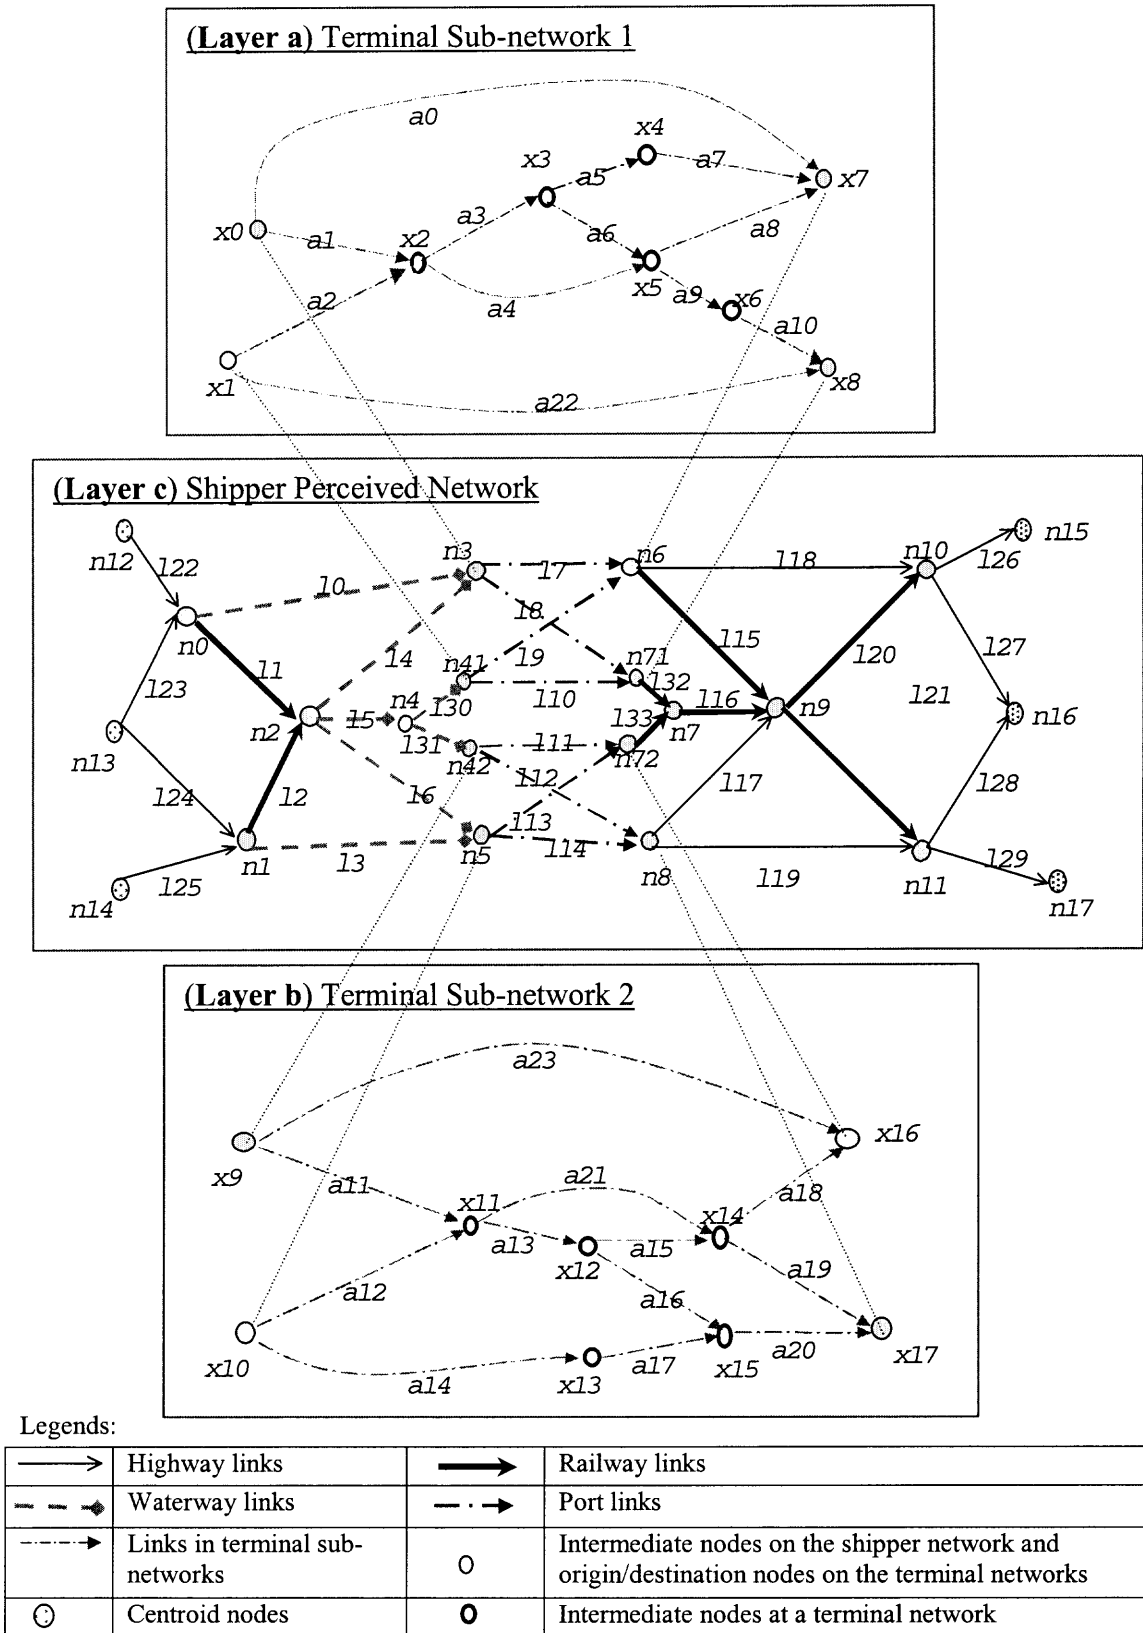 (Layer a) Terminal Sub-network 1
a0
x4
x3
a7
a5
x7
a3
x0
a1
x2
a6
a8
x5
a9
x6
a2
a4
a10
x1
x8
a22
(Layer c) Shipper Perceived Network
n12
l22
n3
l7
n6
l18
n10
l26
n15
l0
n0
l8
l1
l4
n41
l9
n71
l15
l20
l27
l23
l32
n4
l30
l10
l16
n9
l21
n16
n2
l5
l31
l33
n7
n13
n42
l11
n72
l24
l2
l6
l12
l17
l28
l13
n1
l3
n5
l14
n8
l19
n11
l29
l25
n14
n17
(Layer b) Terminal Sub-network 2
a23
x16
x9
a11
a21
a18
x11
x14
a13
x12
a15
a12
a16
a19
x10
a14
x13
a17
x15
a20
x17
Legends:
Highway links
Railway links
Waterway links
Port links
Links in terminal sub-
networks
Intermediate nodes on the shipper network and
origin/destination nodes on the terminal networks
Centroid nodes
Intermediate nodes at a terminal network